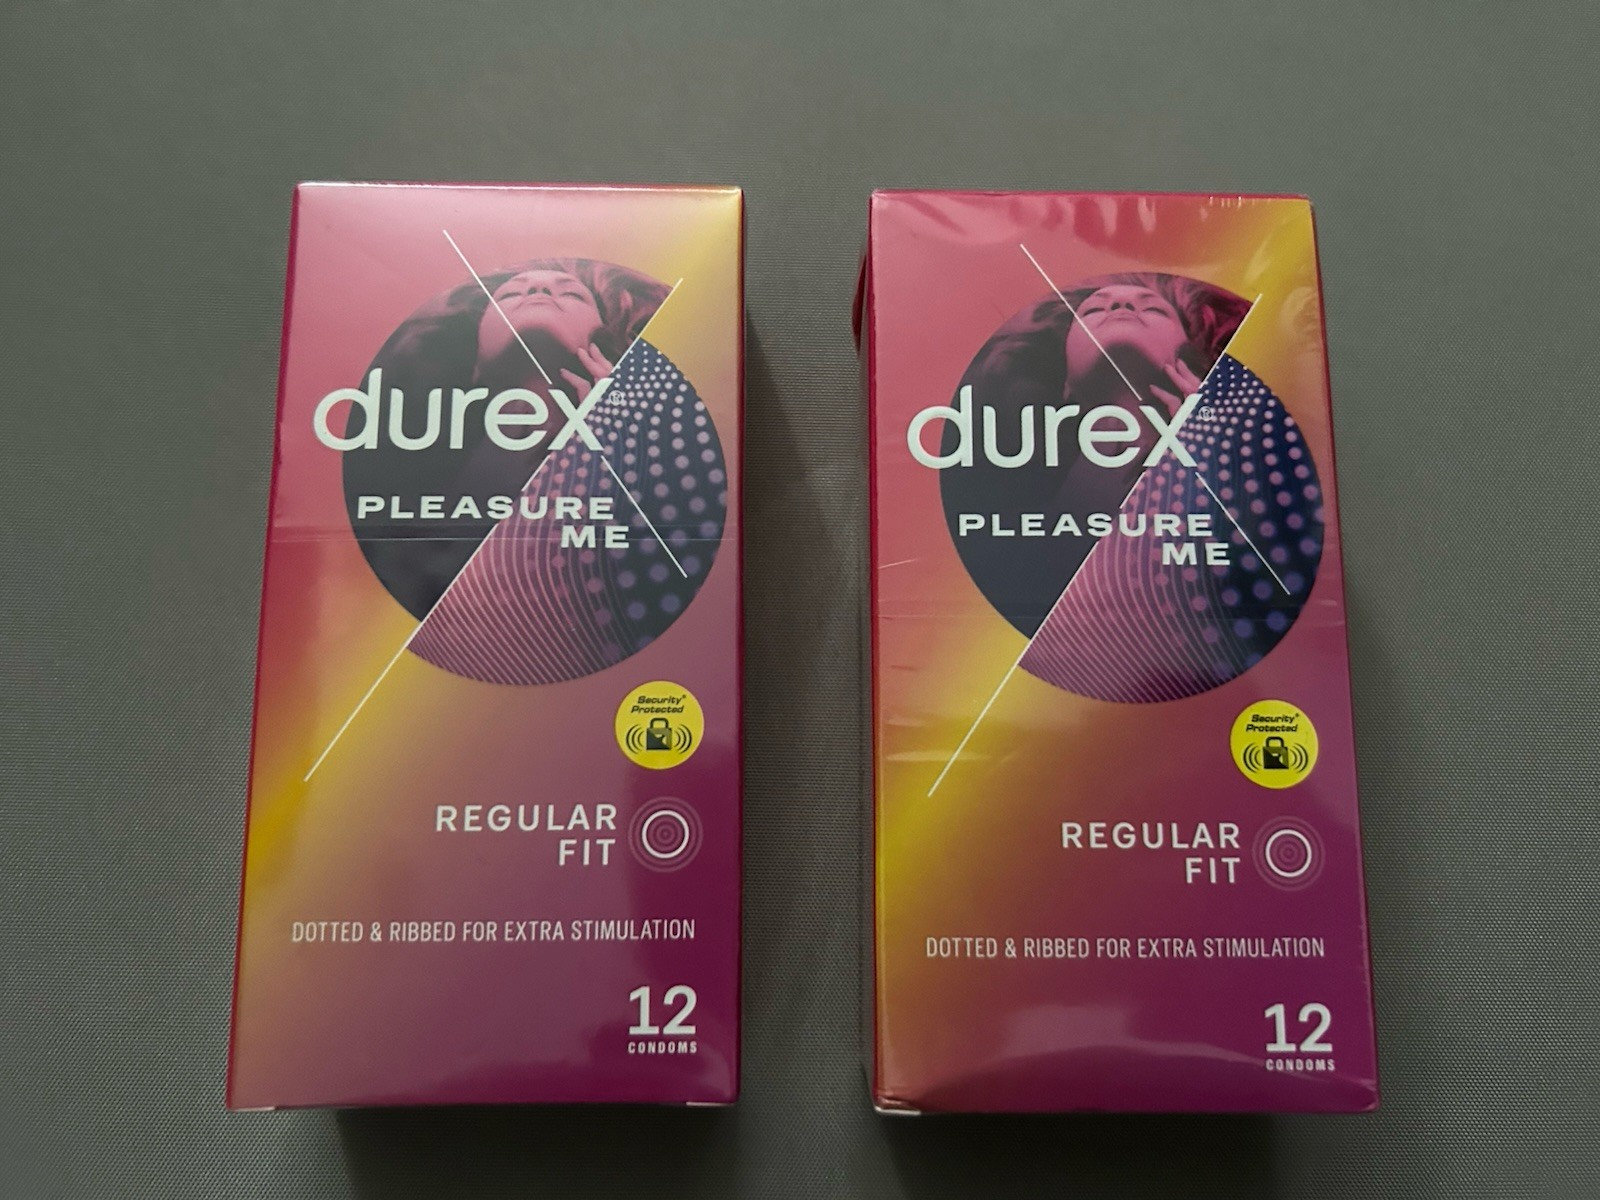 durex®
PLEASURE
ME
Security®
Protected
REGULAR
FIT
DOTTED & RIBBED FOR EXTRA STIMULATION
12
CONDOMS
durex®
PLEASURE
ME
Security®
Protected
REGULAR
FIT
DOTTED & RIBBED FOR EXTRA STIMULATION
12
CONDOMS